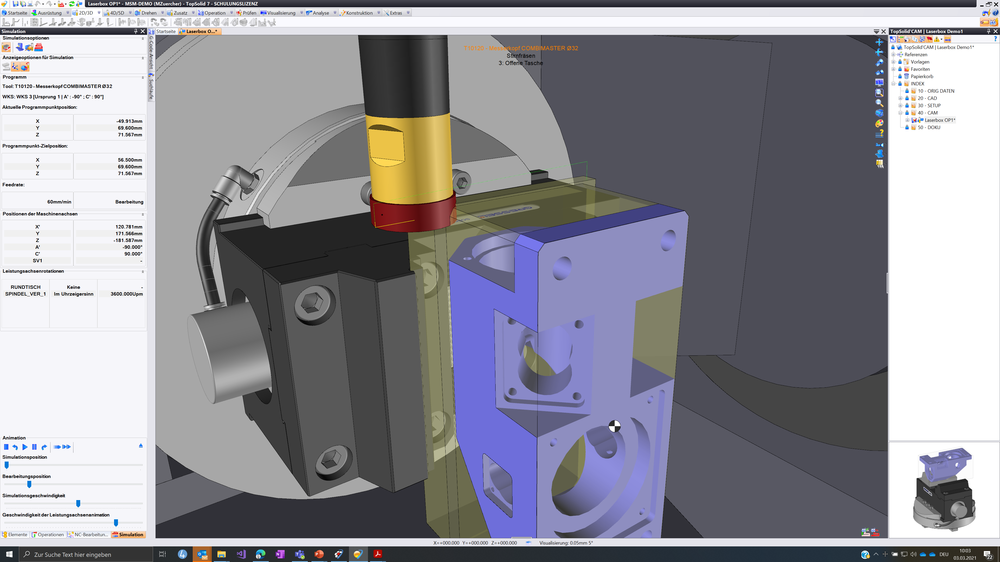 Laserbox OP1* - MSM-DEMO (MZuercher) - TopSolid 7 - SCHULUNGSLIZENZ
Startseite Ausrüstung 2D/3D 4D/5D Drehen Zusatz Operation Prüfen Visualisierung Analyse Konstruktion Extras
Simulation
Simulationsoptionen
Anzeigeoptionen für Simulation
Programm
Tool: T10120 - Messerkopf COMBIMASTER Ø32
WKS: WKS 3 [Ursprung 1 | A' : -90° ; C' : 90°]
Aktuelle Programmpunktposition:
X -49.913mm
Y 69.600mm
Z 71.567mm
Programmpunkt-Zielposition:
X 56.500mm
Y 69.600mm
Z 71.567mm
Feedrate:
60mm/min Bearbeitung
Positionen der Maschinenachsen
X' 120.781mm
Y 171.566mm
Z -181.587mm
A' -90.000°
C' 90.000°
SV1 -
Leistungsachsenrotationen
RUNDTISCH Keine -
SPINDEL_VER_1 Im Uhrzeigersinn 3600.000Upm
Animation
Simulationsposition
Bearbeitungsposition
Simulationsgeschwindigkeit
Geschwindigkeit der Leistungsachsenanimation
Elemente Operationen NC-Bearbeitun... Simulation
G-Code-Ansicht
Suchläufe
Startseite Laserbox O...*
T10120 - Messerkopf COMBIMASTER Ø32
Stirnfräsen
3: Offene Tasche
GRESSEL
X=+000.000 Y=+000.000 Z=+000.000 Visualisierung: 0.05mm 5°
TopSolid'CAM | Laserbox Demo1
TopSolid'CAM | Laserbox Demo1*
Referenzen
Vorlagen
Favoriten
Papierkorb
INDEX
10 - ORIG DATEN
20 - CAD
30 - SETUP
40 - CAM
Laserbox OP1*
50 - DOKU
Zur Suche Text hier eingeben
DEU
10:03
03.03.2021
22